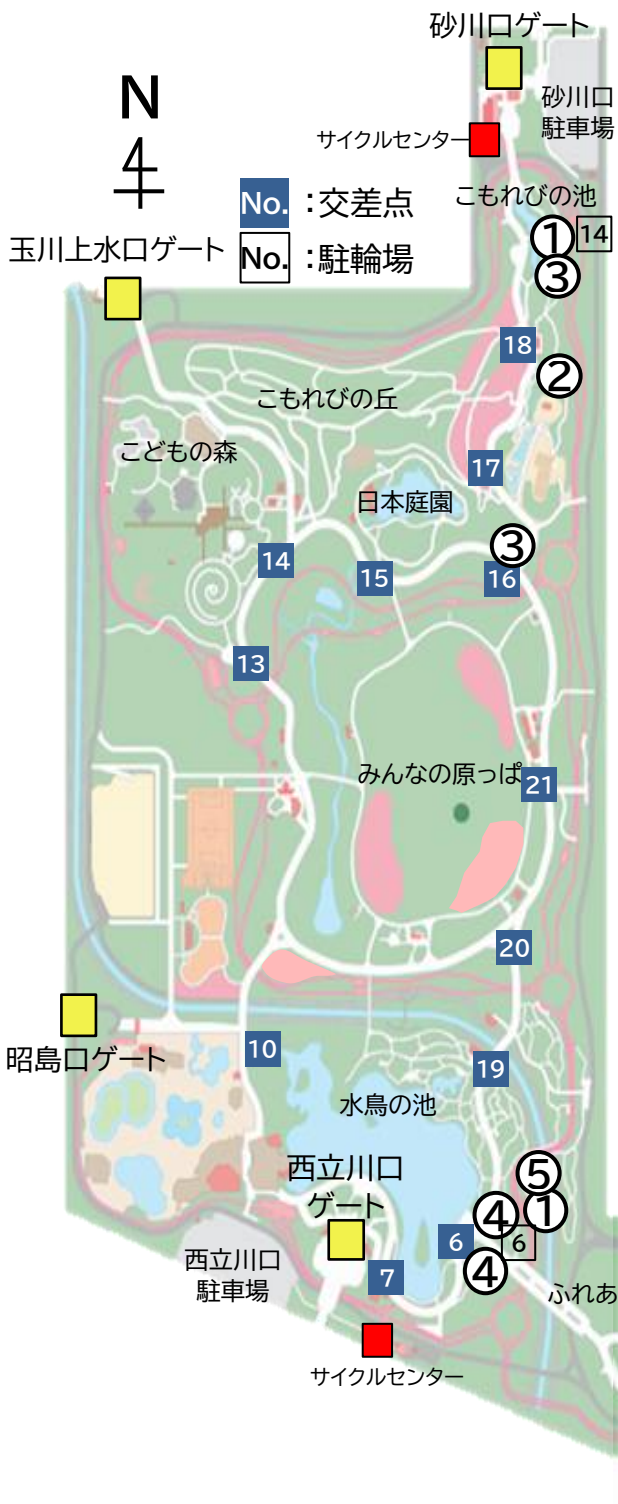 砂川口ゲート
N
砂川口
駐車場
サイクルセンター
No.：交差点
こもれびの池
① 14
玉川上水口ゲート
No.：駐輪場
③
18
②
こもれびの丘
こどもの森
17
日本庭園
③
14
15
16
13
みんなの原っぱ
21
20
10
昭島口ゲート
19
水鳥の池
西立川口
ゲート
⑤
①
④
6
6
西立川口
駐車場
7
④
ふれあ
サイクルセンター